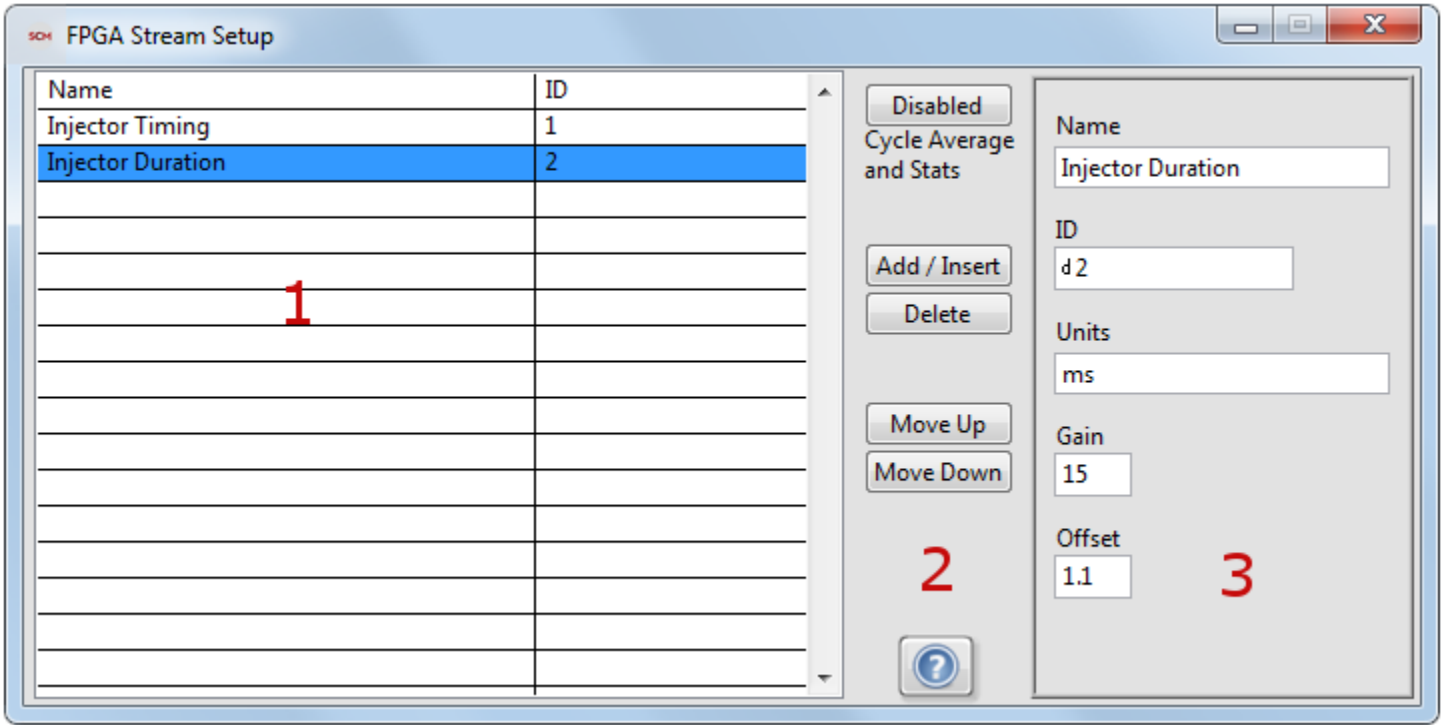 SCM FPGA Stream Setup
Name ID
Injector Timing 1
Injector Duration 2
1
Disabled
Cycle Average
and Stats
Add / Insert
Delete
Move Up
Move Down
2
?
Name
Injector Duration
ID
d 2
Units
ms
Gain
15
Offset
1.1
3